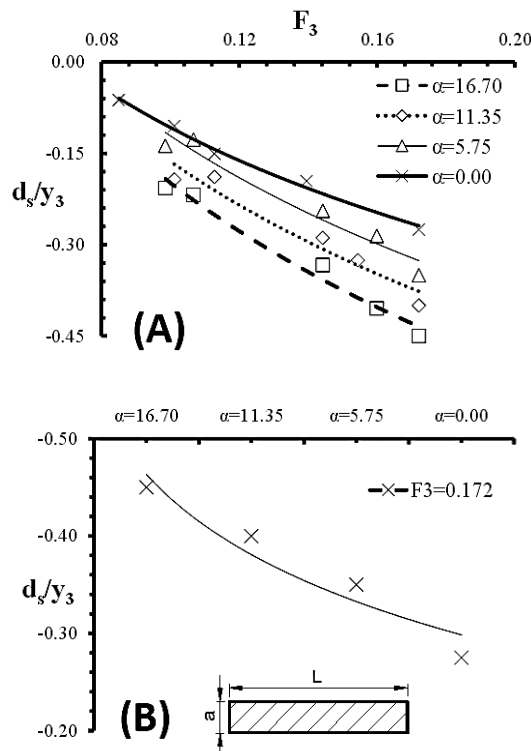 F3
0.08 0.12 0.16 0.20
0.00
α=16.70
α=11.35
-0.15
α=5.75
ds/y3
α=0.00
-0.30
(A)
-0.45
α=16.70 α=11.35 α=5.75 α=0.00
-0.50
F3=0.172
-0.40
ds/y3
-0.30
L
a
(B)
-0.20